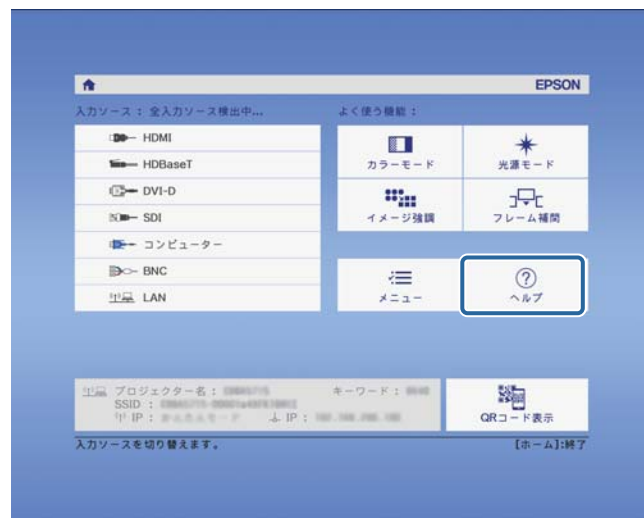 EPSON
入力ソース : 全入力ソース検出中...
よく使う機能 :
HDMI
HDBaseT
DVI-D
SDI
コンピューター
BNC
LAN
カラーモード
光源モード
イメージ強調
フレーム補間
メニュー
ヘルプ
プロジェクター名 :
キーワード :
SSID :
IP :
IP :
QRコード表示
入力ソースを切り替えます。
[ホーム]:終了